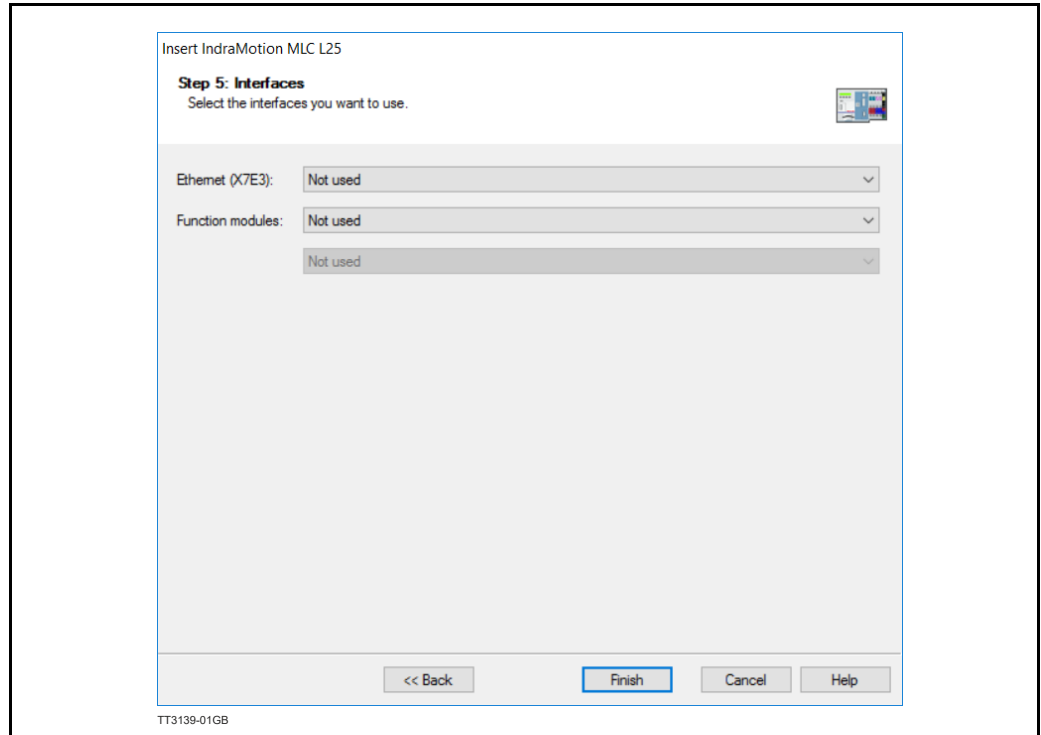 Insert IndraMotion MLC L25
Step 5: Interfaces
Select the interfaces you want to use.
Ethernet (X7E3): Not used
Function modules: Not used
Not used
<< Back Finish Cancel Help
TT3139-01GB